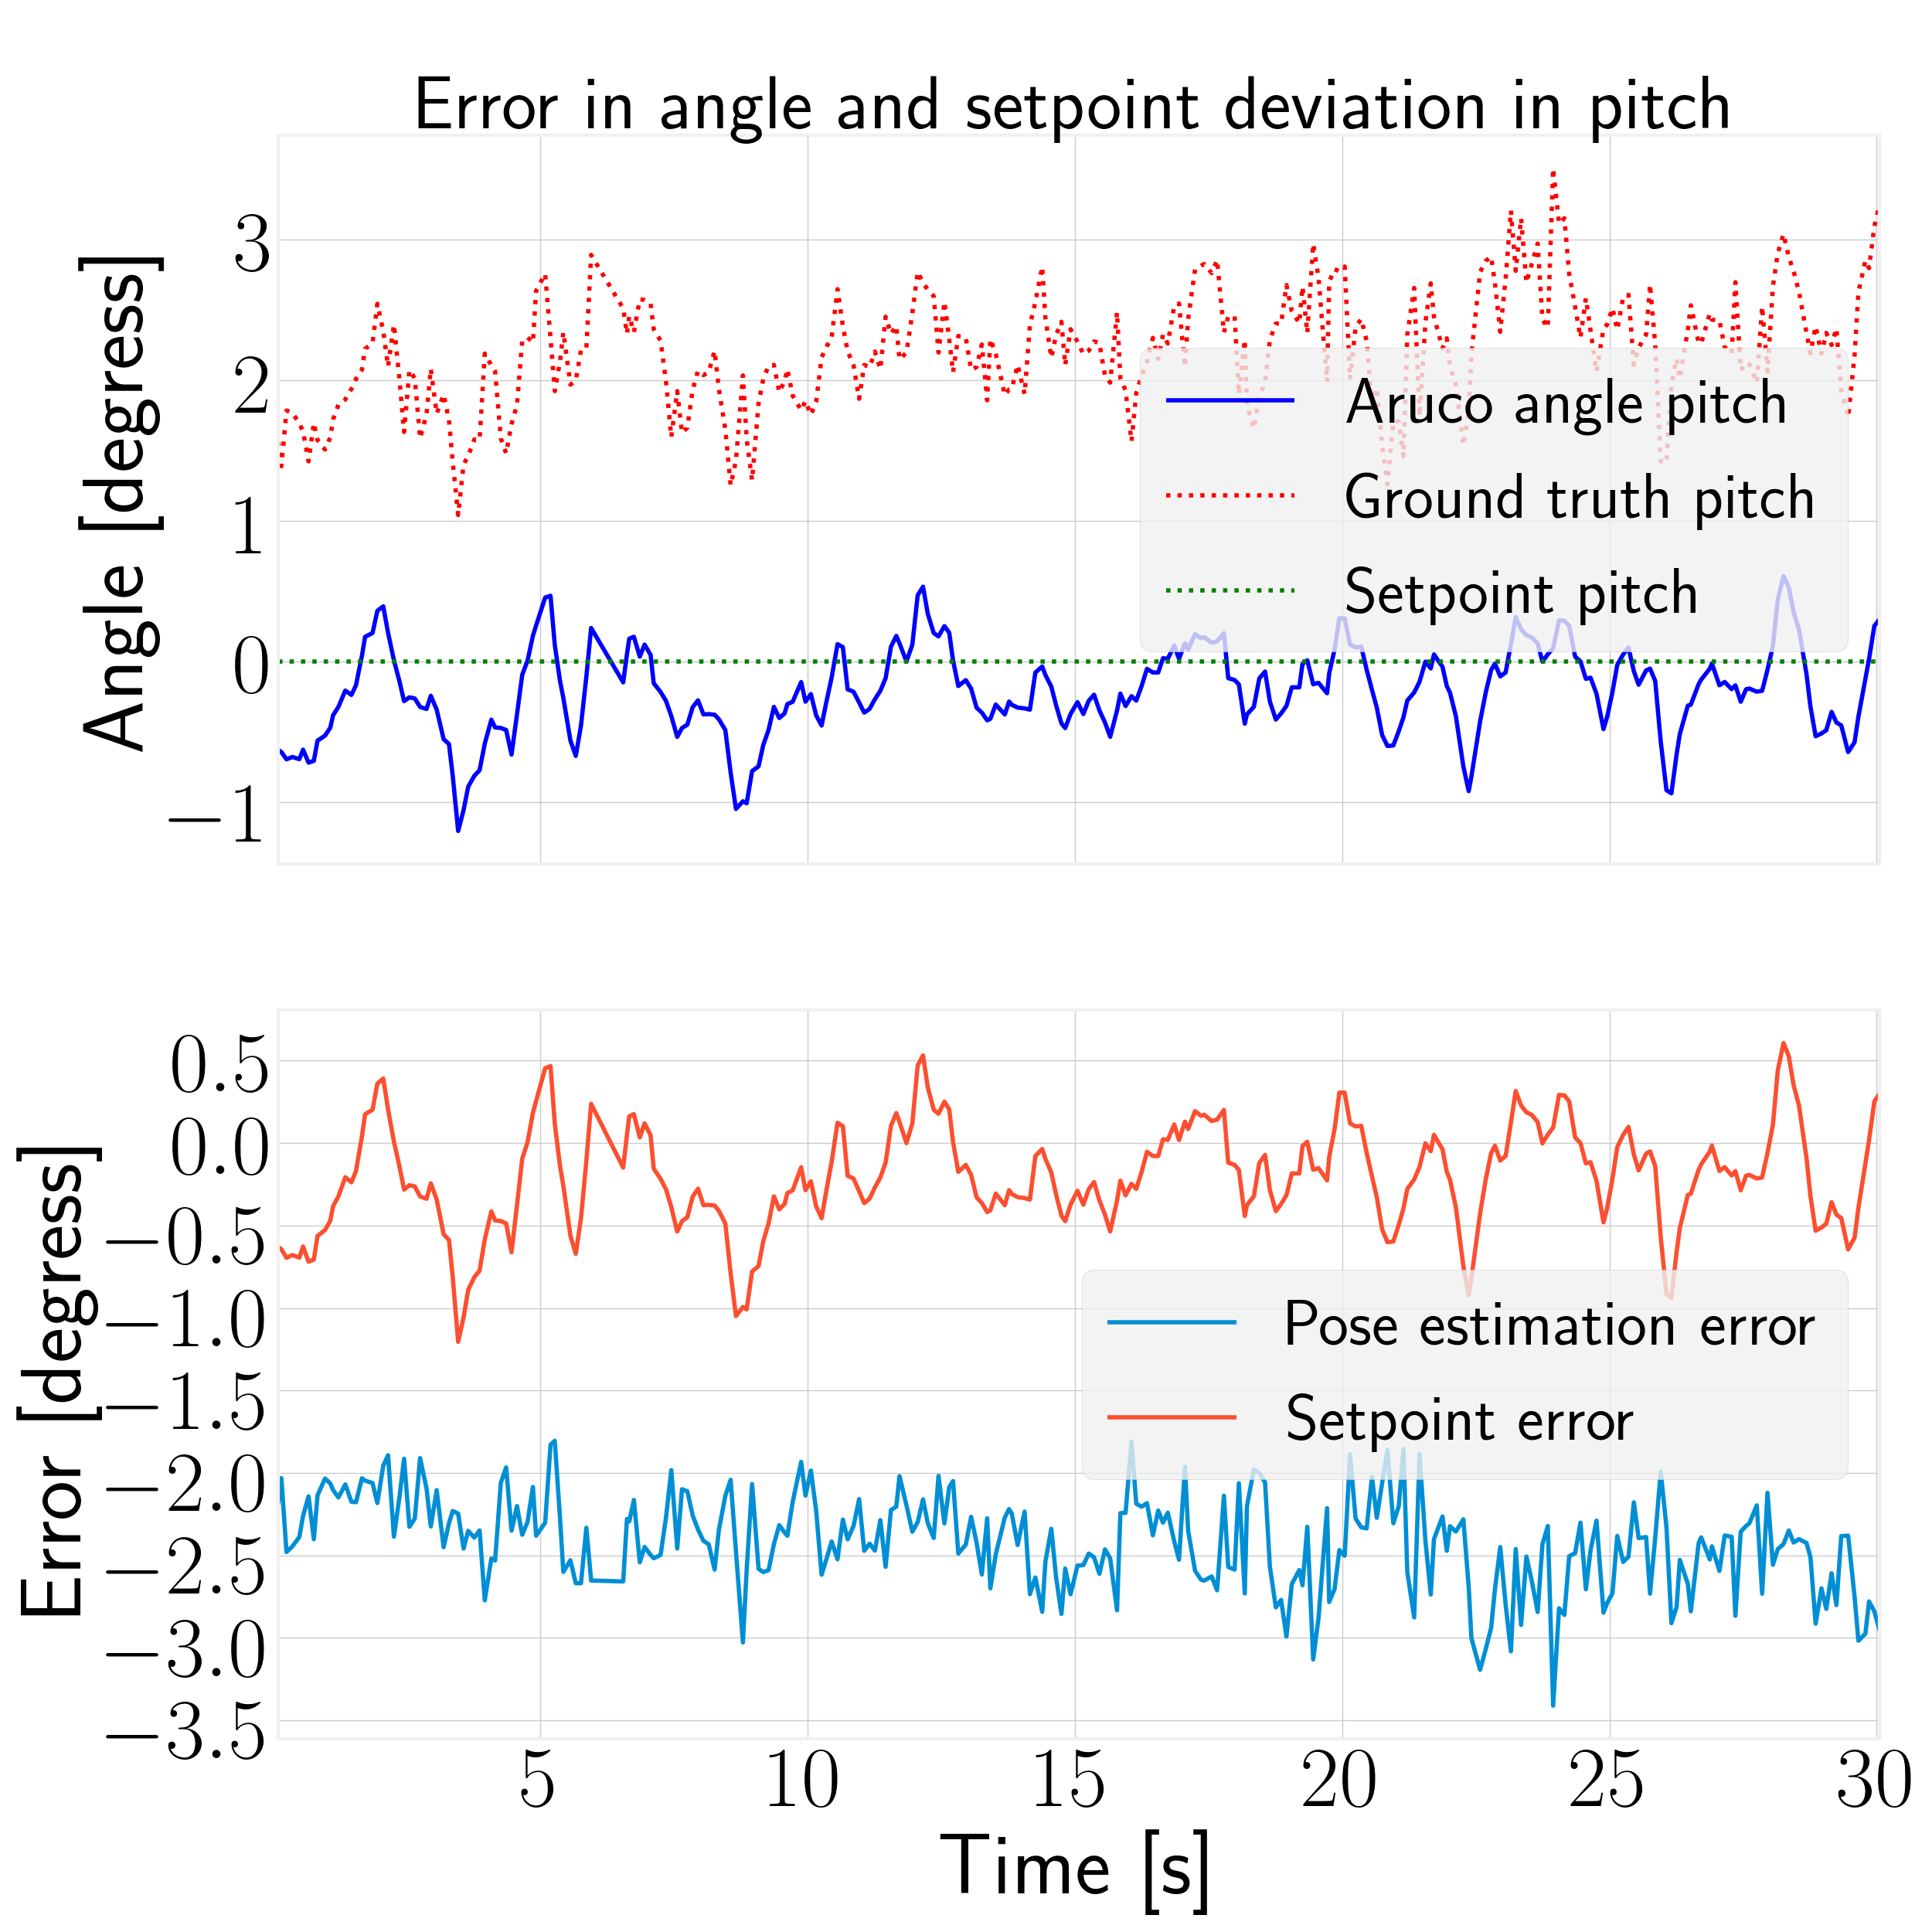 Error in angle and setpoint deviation in pitch
Angle [degress]
3
2
1
0
−1
Aruco angle pitch
Ground truth pitch
Setpoint pitch
Error [degress]
0.5
0.0
−0.5
−1.0
−1.5
−2.0
−2.5
−3.0
−3.5
Pose estimation error
Setpoint error
5 10 15 20 25 30
Time [s]